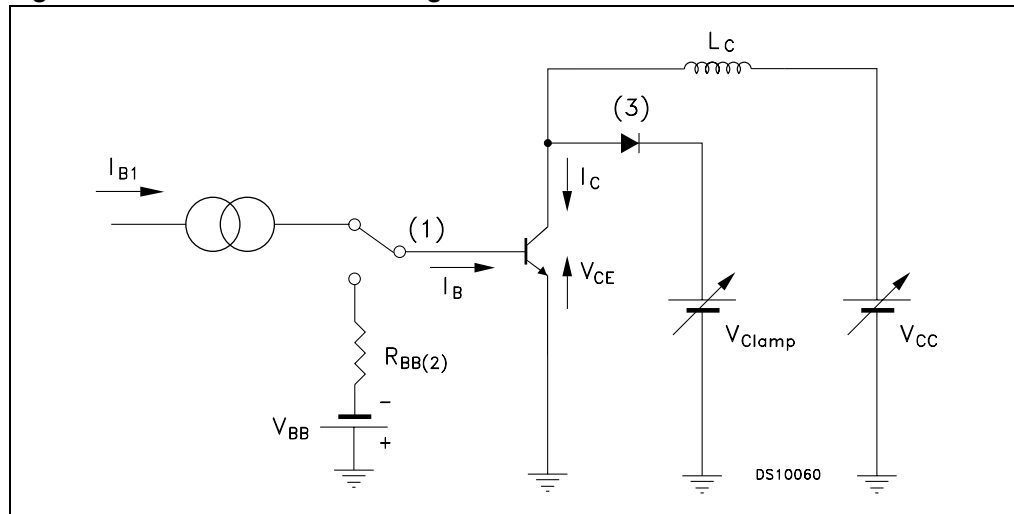 L_C
(3)
I_B1
I_C
(1)
I_B
V_CE
V_Clamp
V_CC
R_BB(2)
V_BB
-
+
DS10060